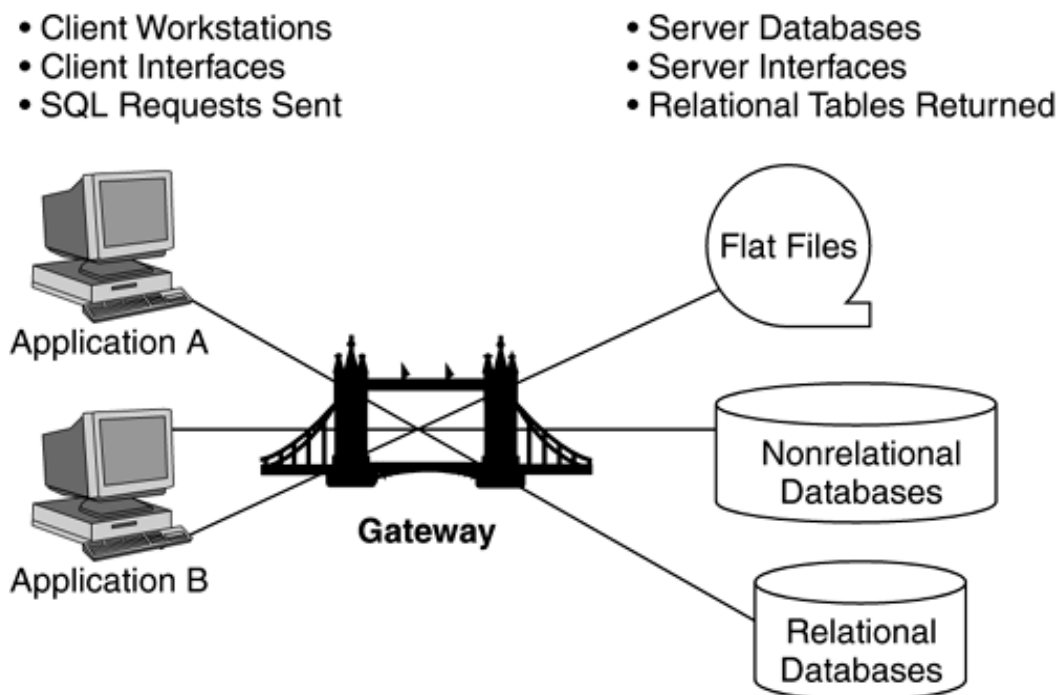 • Client Workstations
• Client Interfaces
• SQL Requests Sent
• Server Databases
• Server Interfaces
• Relational Tables Returned
Application A
Flat Files
Application B
Gateway
Nonrelational
Databases
Relational
Databases